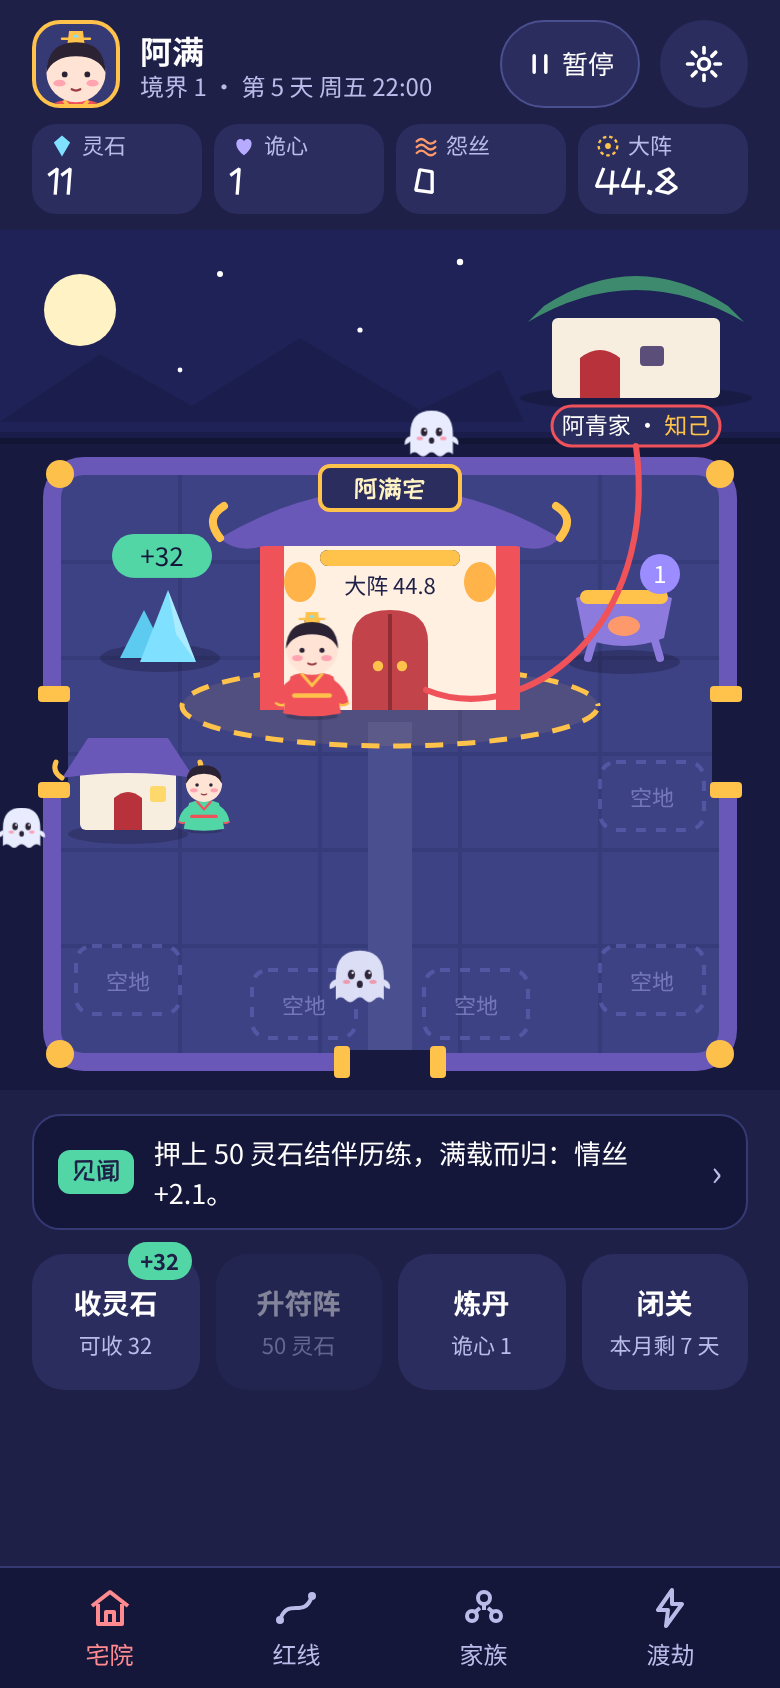 阿满
暂停
境界 1 · 第 5 天 周五 22:00
灵石
诡心
怨丝
大阵
11
1
0
44.8
阿青家 · 知己
阿满宅
+32
大阵 44.8
1
空地
空地
空地
空地
空地
见闻
押上 50 灵石结伴历练，满载而归：情丝
+2.1。
+32
收灵石
升符阵
炼丹
闭关
可收 32
50 灵石
诡心 1
本月剩 7 天
宅院
红线
家族
渡劫